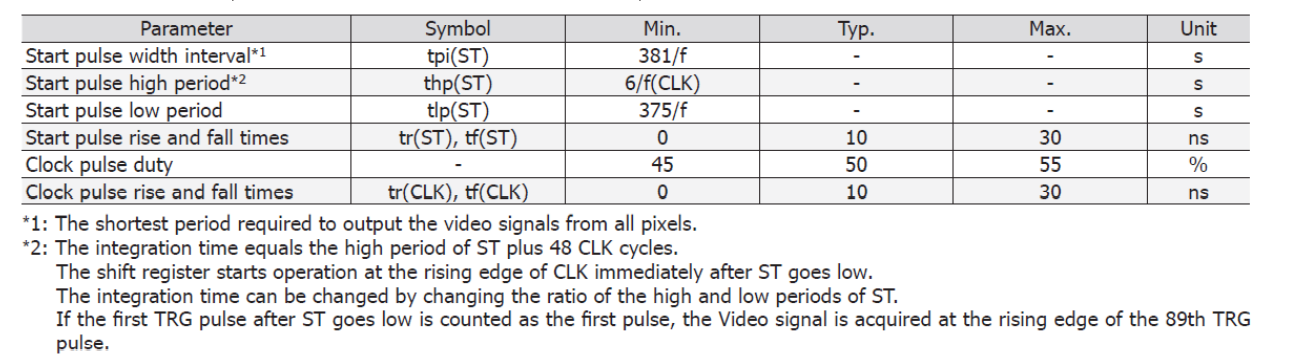 Parameter Symbol Min. Typ. Max. Unit
Start pulse width interval*1 tpi(ST) 381/f - - s
Start pulse high period*2 thp(ST) 6/f(CLK) - - s
Start pulse low period tlp(ST) 375/f - - s
Start pulse rise and fall times tr(ST), tf(ST) 0 10 30 ns
Clock pulse duty - 45 50 55 %
Clock pulse rise and fall times tr(CLK), tf(CLK) 0 10 30 ns
*1: The shortest period required to output the video signals from all pixels.
*2: The integration time equals the high period of ST plus 48 CLK cycles.
The shift register starts operation at the rising edge of CLK immediately after ST goes low.
The integration time can be changed by changing the ratio of the high and low periods of ST.
If the first TRG pulse after ST goes low is counted as the first pulse, the Video signal is acquired at the rising edge of the 89th TRG
pulse.